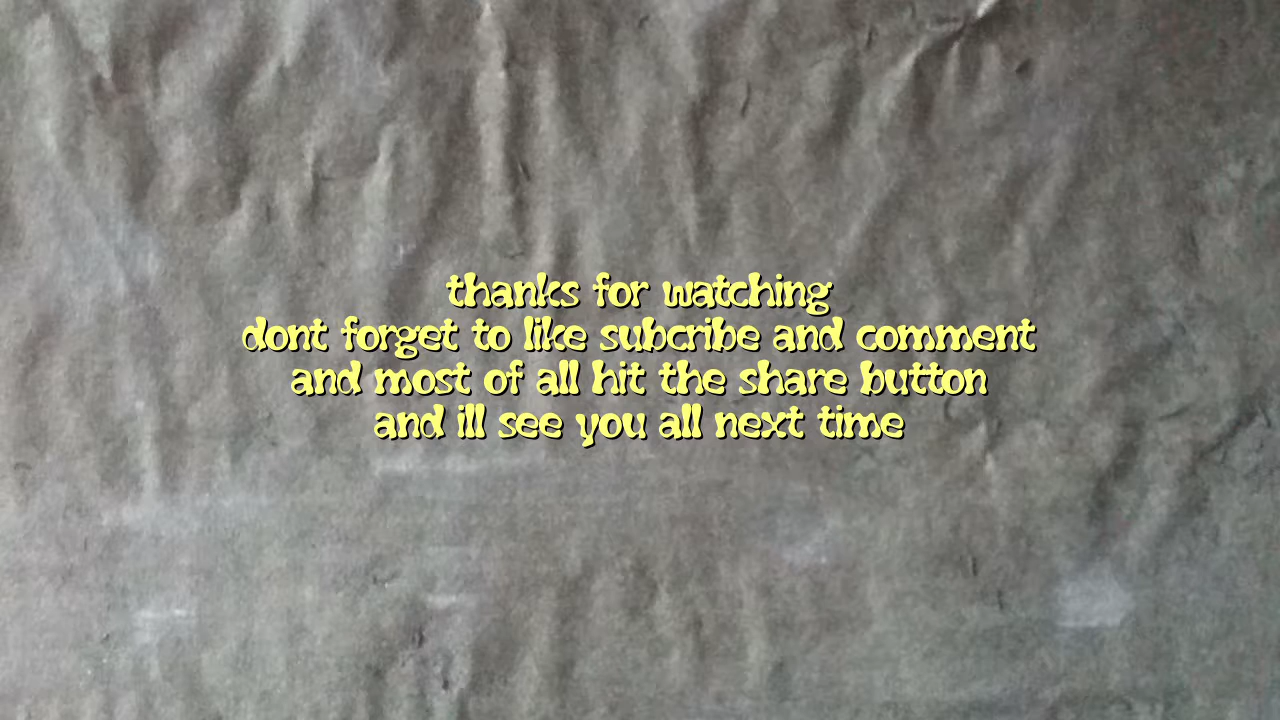 thanks for watching
dont forget to like subcribe and comment
and most of all hit the share button
and ill see you all next time